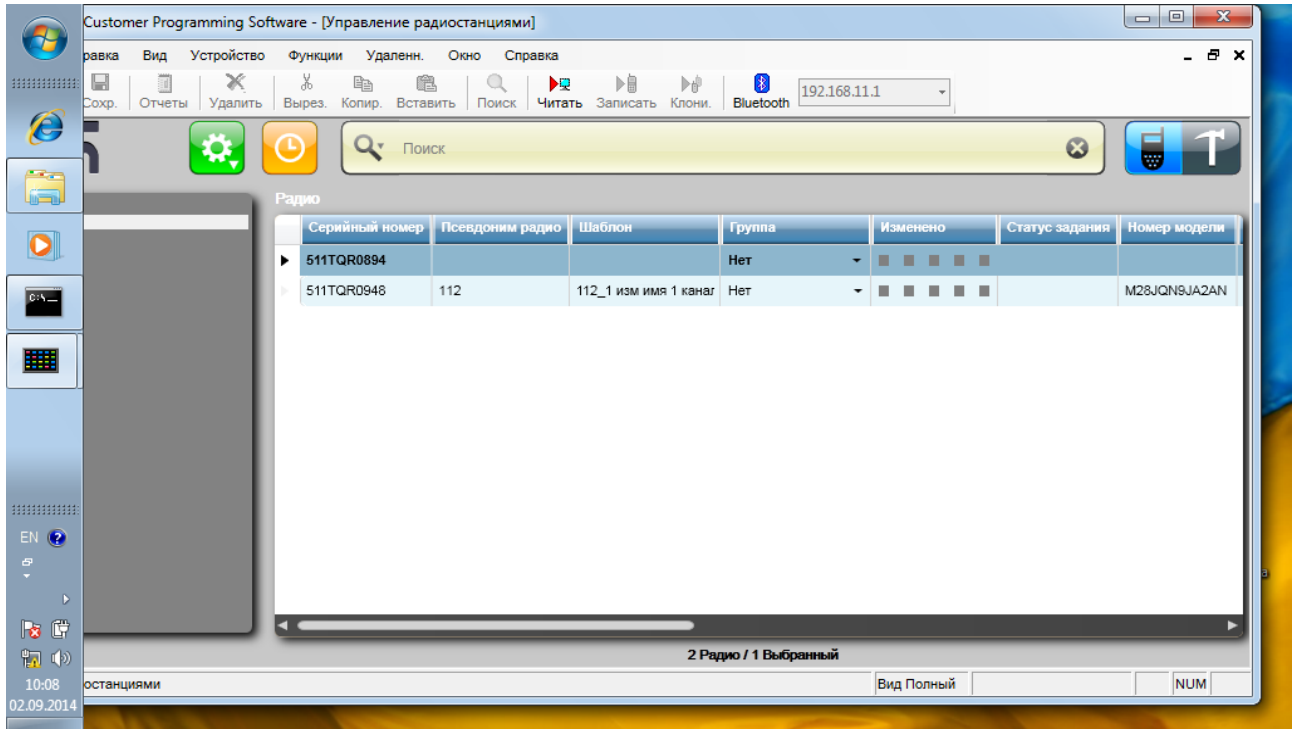 Customer Programming Software - [Управление радиостанциями]
равка Вид Устройство Функции Удаленн. Окно Справка
Сохр. Отчеты Удалить Вырез. Копир. Вставить Поиск Читать Записать Клони. Bluetooth 192.168.11.1
Поиск
Радио
Серийный номер Псевдоним радио Шаблон Группа Изменено Статус задания Номер модели
511TQR0894 Нет
511TQR0948 112 112_1 изм имя 1 канал Нет M28JQN9JA2AN
2 Радио / 1 Выбранный
останциями Вид Полный NUM
C:\_
EN
10:08
02.09.2014